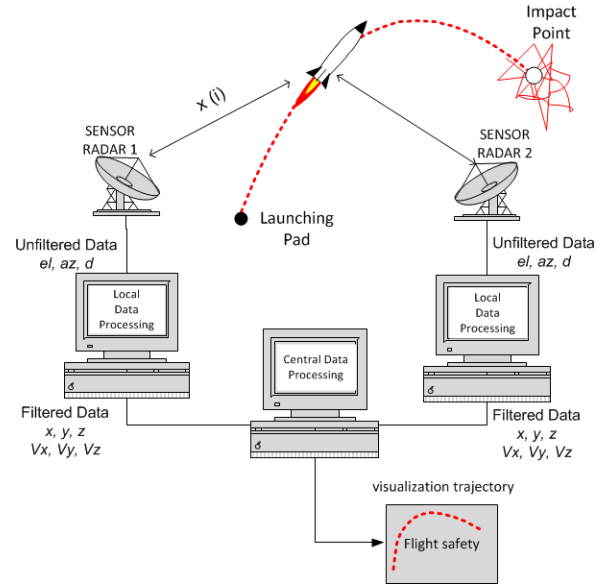 Impact
Point
x (i)
SENSOR
RADAR 1
SENSOR
RADAR 2
Launching
Pad
Unfiltered Data
el, az, d
Unfiltered Data
el, az, d
Local
Data
Processing
Local
Data
Processing
Central Data
Processing
Filtered Data
x, y, z
Vx, Vy, Vz
Filtered Data
x, y, z
Vx, Vy, Vz
visualization trajectory
Flight safety